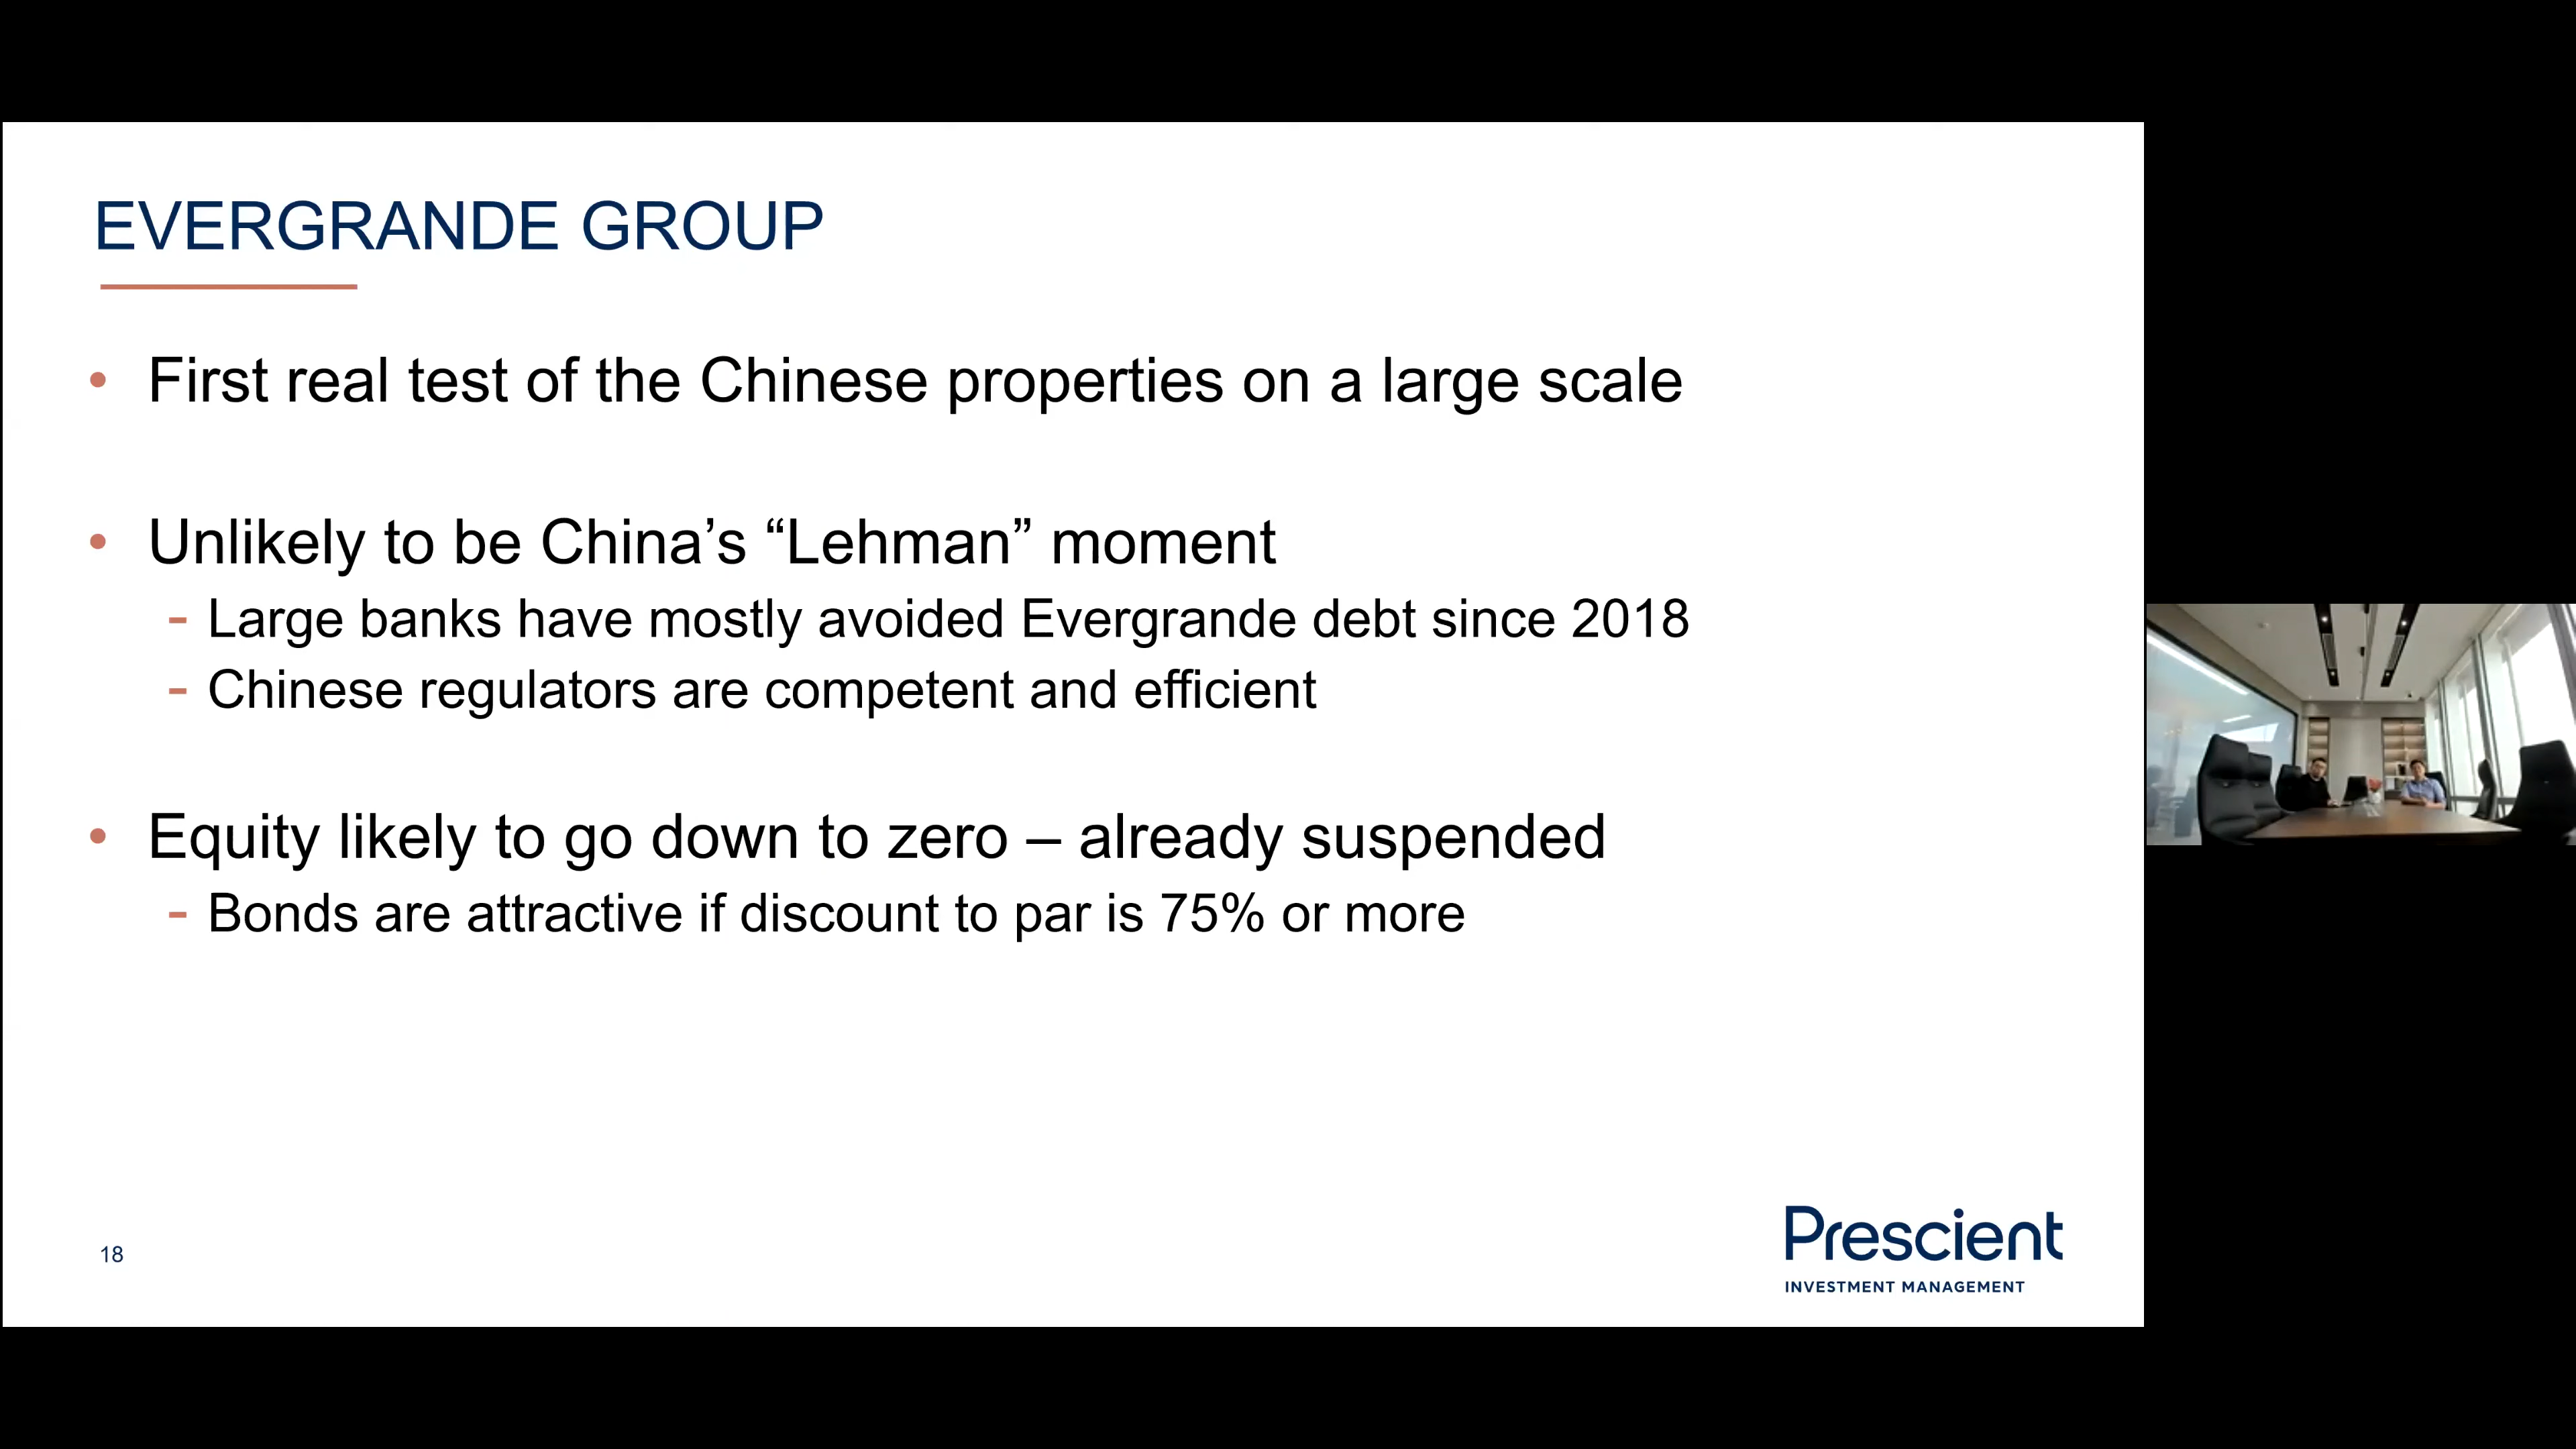 EVERGRANDE GROUP
• First real test of the Chinese properties on a large scale
• Unlikely to be China’s “Lehman” moment
- Large banks have mostly avoided Evergrande debt since 2018
- Chinese regulators are competent and efficient
• Equity likely to go down to zero – already suspended
- Bonds are attractive if discount to par is 75% or more
18
Prescient
INVESTMENT MANAGEMENT